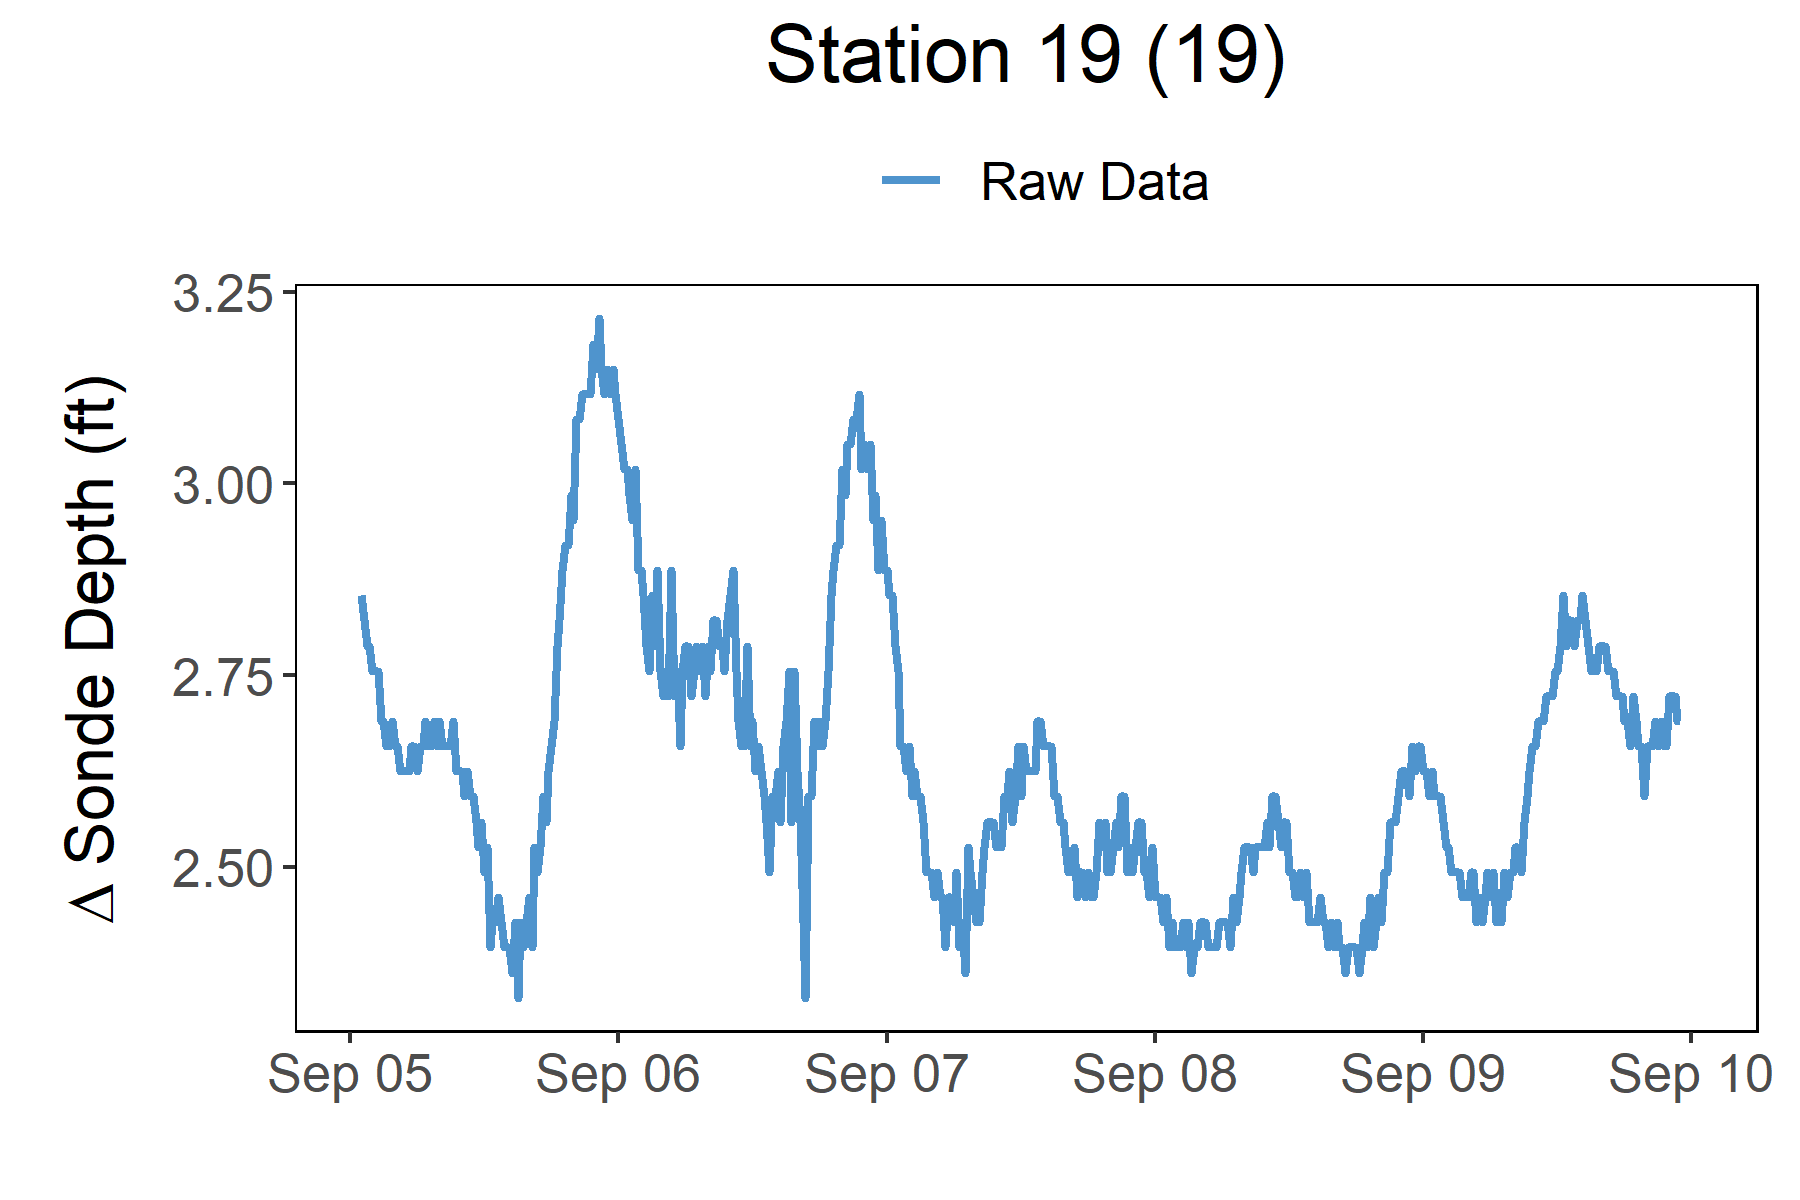 Station 19 (19)
Raw Data
Δ Sonde Depth (ft)
3.25
3.00
2.75
2.50
Sep 05 Sep 06 Sep 07 Sep 08 Sep 09 Sep 10